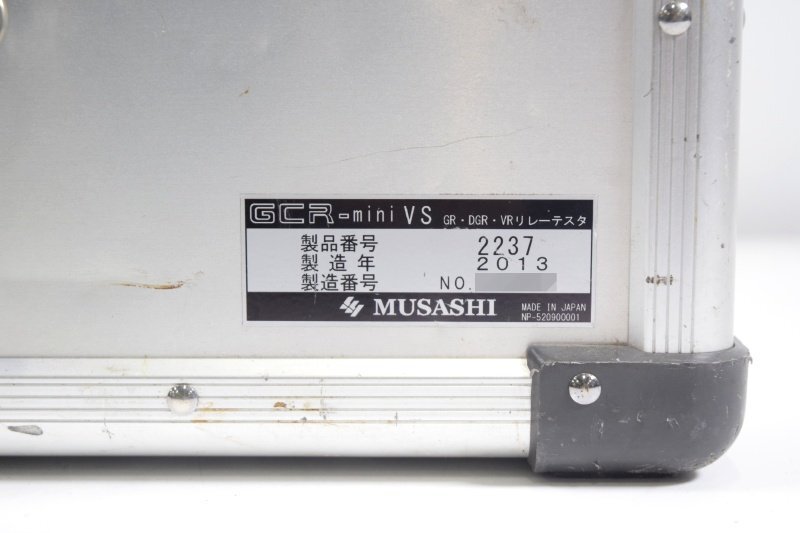 GCR-mini VS GR・DGR・VRリレーテスタ
製品番号 2237
製造年 2013
製造番号 NO.
MUSASHI MADE IN JAPAN
NP-520900001